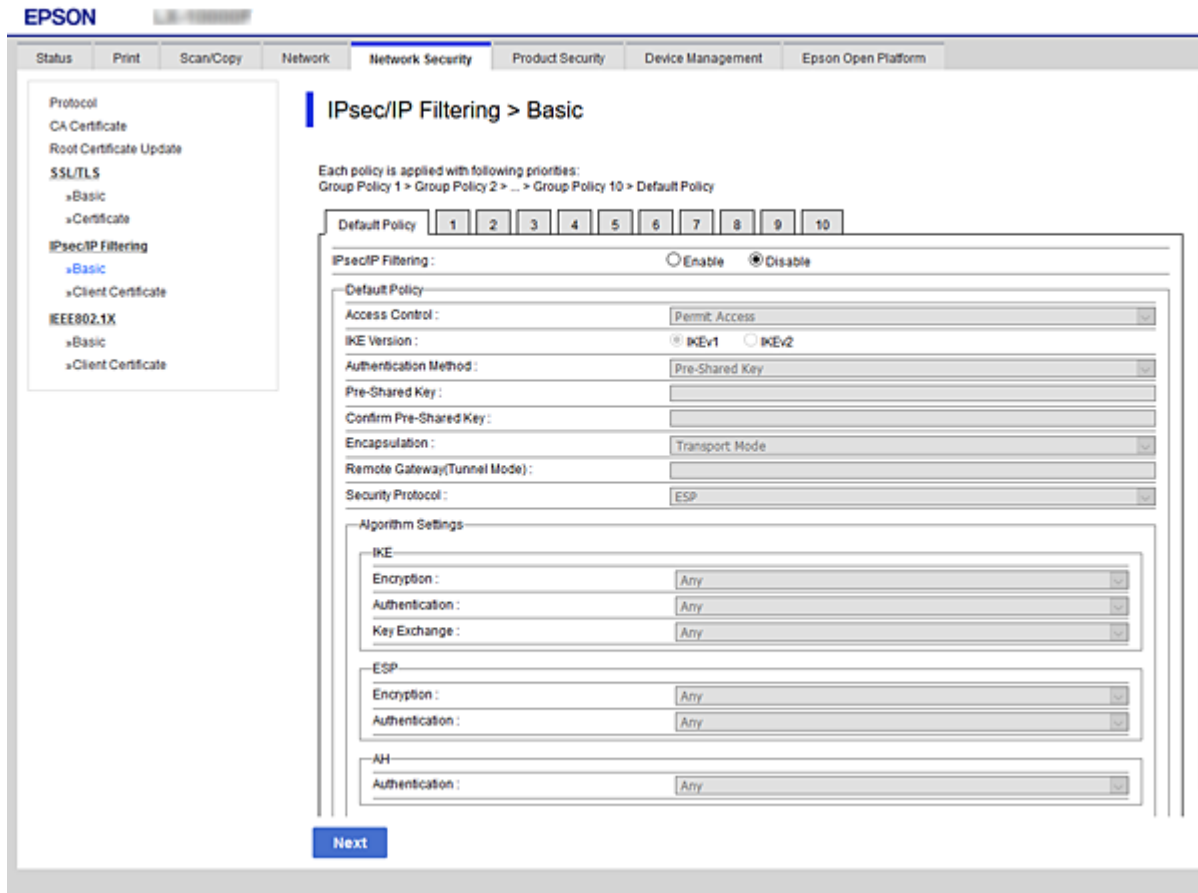 EPSON
Status Print Scan/Copy Network Network Security Product Security Device Management Epson Open Platform
Protocol
CA Certificate
Root Certificate Update
SSL/TLS
»Basic
»Certificate
IPsec/IP Filtering
»Basic
»Client Certificate
IEEE802.1X
»Basic
»Client Certificate
IPsec/IP Filtering > Basic
Each policy is applied with following priorities:
Group Policy 1 > Group Policy 2 > ... > Group Policy 10 > Default Policy
Default Policy 1 2 3 4 5 6 7 8 9 10
IPsec/IP Filtering : Enable Disable
Default Policy
Access Control : Permit Access
IKE Version : IKEv1 IKEv2
Authentication Method : Pre-Shared Key
Pre-Shared Key :
Confirm Pre-Shared Key :
Encapsulation : Transport Mode
Remote Gateway(Tunnel Mode) :
Security Protocol : ESP
Algorithm Settings
IKE
Encryption : Any
Authentication : Any
Key Exchange : Any
ESP
Encryption : Any
Authentication : Any
AH
Authentication : Any
Next